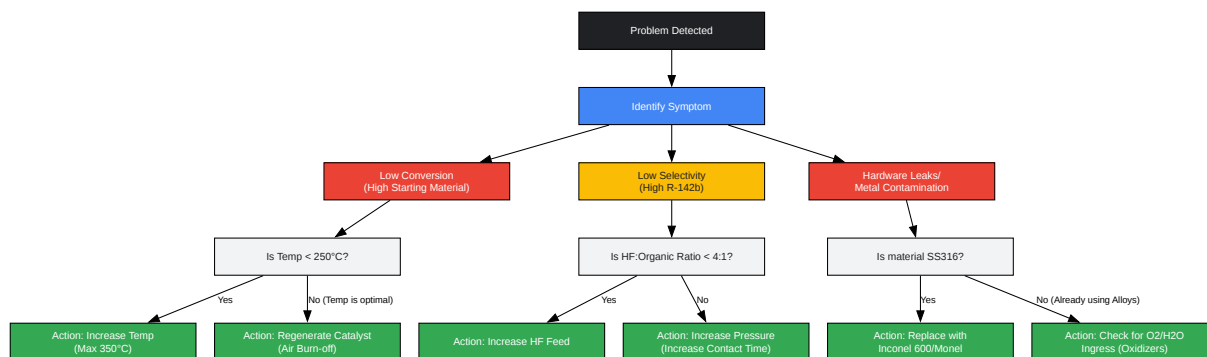 Problem Detected
Identify Symptom
Low Conversion
(High Starting Material)
Low Selectivity
(High R-142b)
Hardware Leaks/
Metal Contamination
Is Temp < 250°C?
Is HF:Organic Ratio < 4:1?
Is material SS316?
Yes
No (Temp is optimal)
Yes
No
Yes
No (Already using Alloys)
Action: Increase Temp
(Max 350°C)
Action: Regenerate Catalyst
(Air Burn-off)
Action: Increase HF Feed
Action: Increase Pressure
(Increase Contact Time)
Action: Replace with
Inconel 600/Monel
Action: Check for O2/H2O
Ingress (Oxidizers)